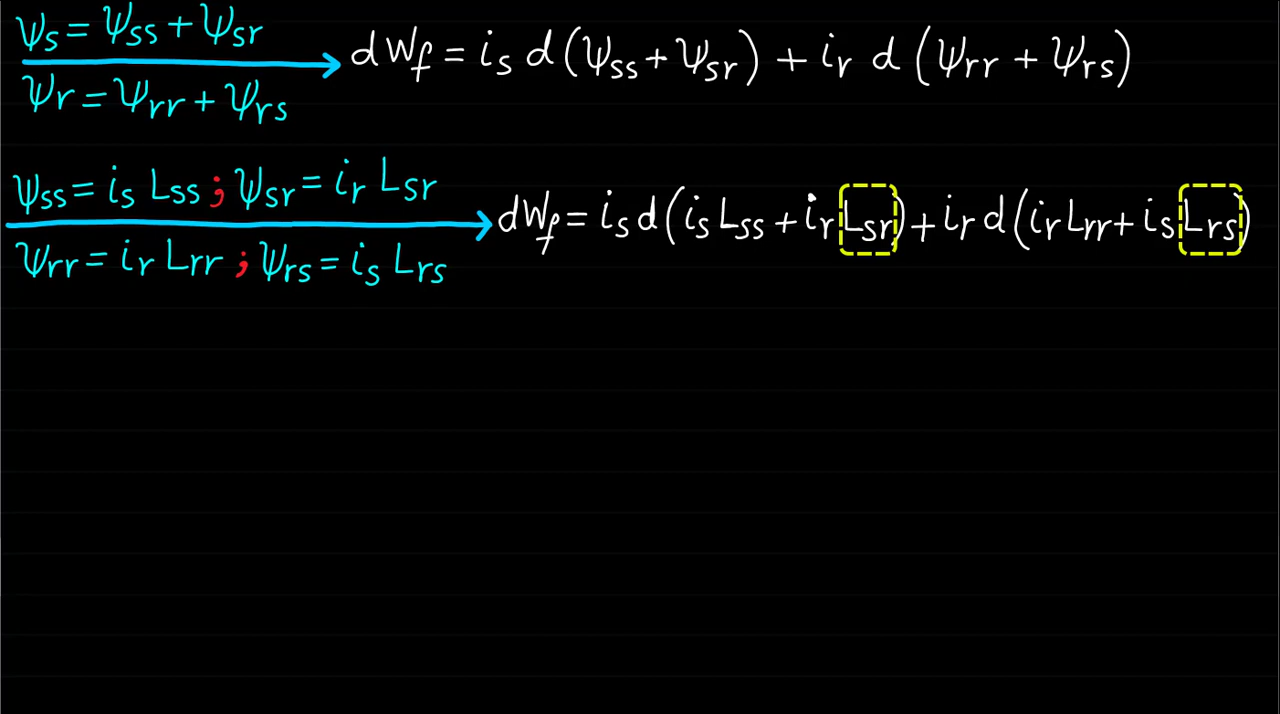 ψs = ψss + ψsr
ψr = ψrr + ψrs
dWf = is d(ψss + ψsr) + ir d(ψrr + ψrs)
ψss = is Lss ; ψsr = ir Lsr
ψrr = ir Lrr ; ψrs = is Lrs
dWf = is d(is Lss + ir Lsr) + ir d(ir Lrr + is Lrs)